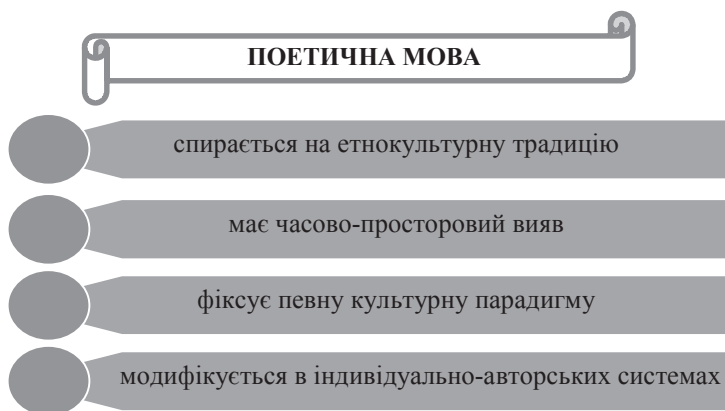 ПОЕТИЧНА МОВА
спирається на етнокультурну традицію
має часово-просторовий вияв
фіксує певну культурну парадигму
модифікується в індивідуально-авторських системах